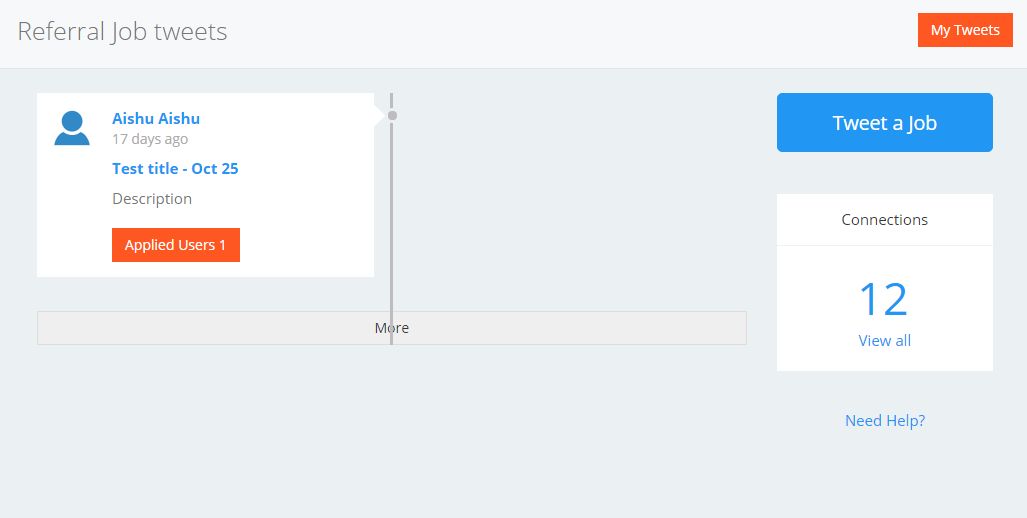 Referral Job tweets
My Tweets
Aishu Aishu
17 days ago
Test title - Oct 25
Description
Applied Users 1
More
Tweet a Job
Connections
12
View all
Need Help?